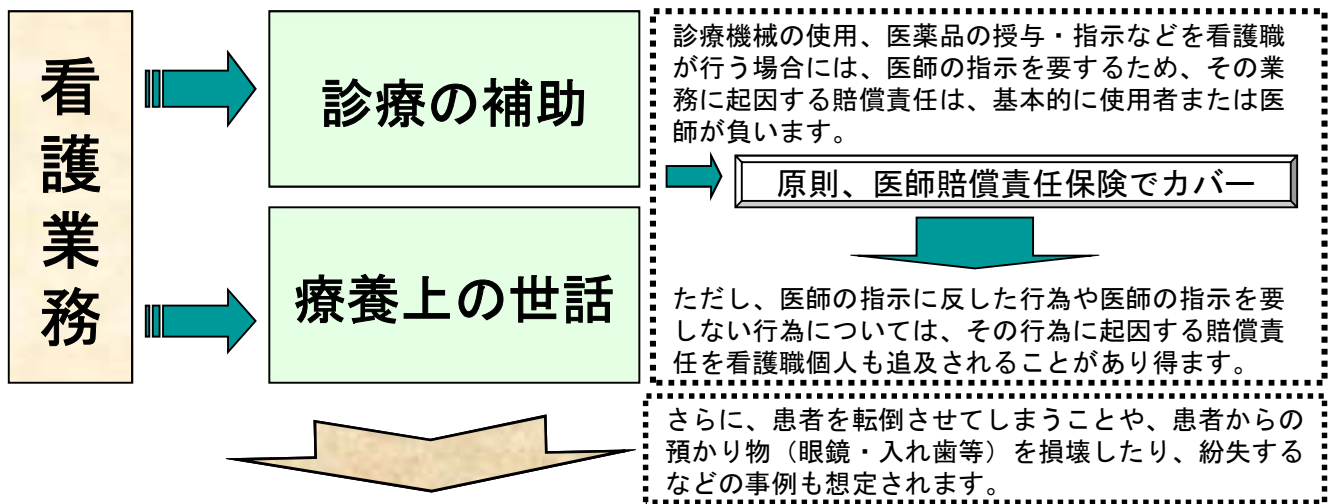 看護業務
診療の補助
診療機械の使用、医薬品の授与・指示などを看護職
が行う場合には、医師の指示を要するため、その業
務に起因する賠償責任は、基本的に使用者または医
師が負います。
原則、医師賠償責任保険でカバー
療養上の世話
ただし、医師の指示に反した行為や医師の指示を要
しない行為については、その行為に起因する賠償責
任を看護職個人も追及されることがあり得ます。
さらに、患者を転倒させてしまうことや、患者からの
預かり物（眼鏡・入れ歯等）を損壊したり、紛失する
などの事例も想定されます。